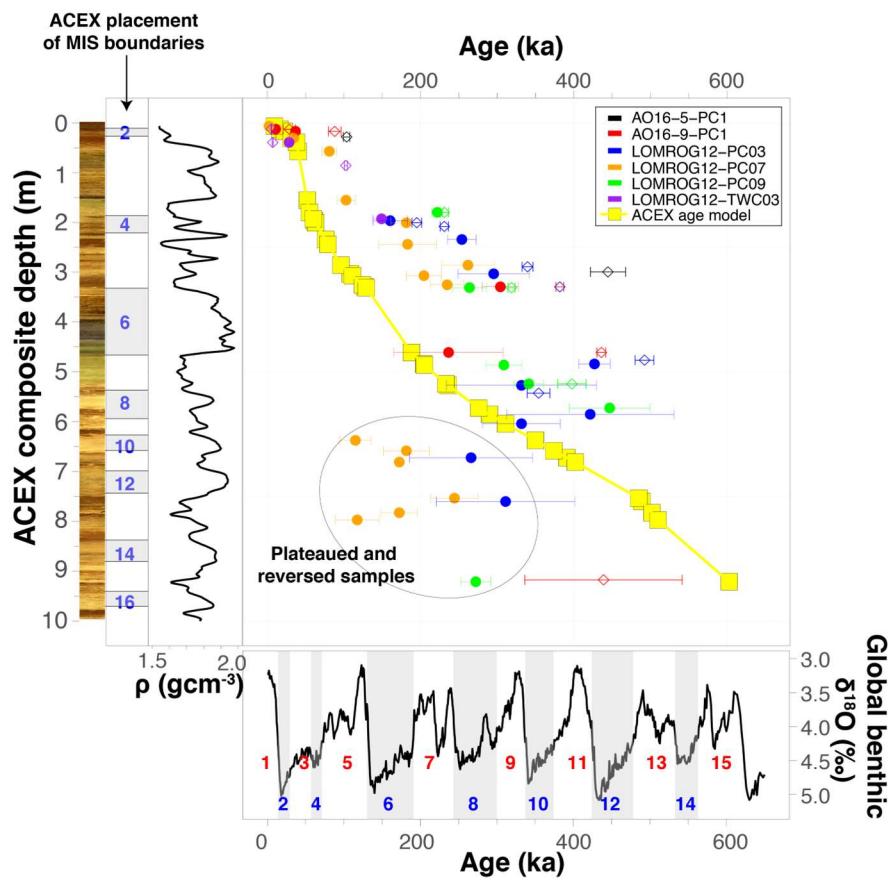 ACEX placement
of MIS boundaries
Age (ka)
0 200 400 600
AO16-5-PC1
AO16-9-PC1
LOMROG12-PC03
LOMROG12-PC07
LOMROG12-PC09
LOMROG12-TWC03
ACEX age model
ACEX composite depth (m)
0
1
2
3
4
5
6
7
8
9
10
2
4
6
8
10
12
14
16
Plateaued and
reversed samples
1.5 2.0
ρ (gcm⁻³)
1 3 5 7 9 11 13 15
2 4 6 8 10 12 14
3.0
3.5
4.0
4.5
5.0
Global benthic
δ¹⁸O (‰)
0 200 400 600
Age (ka)